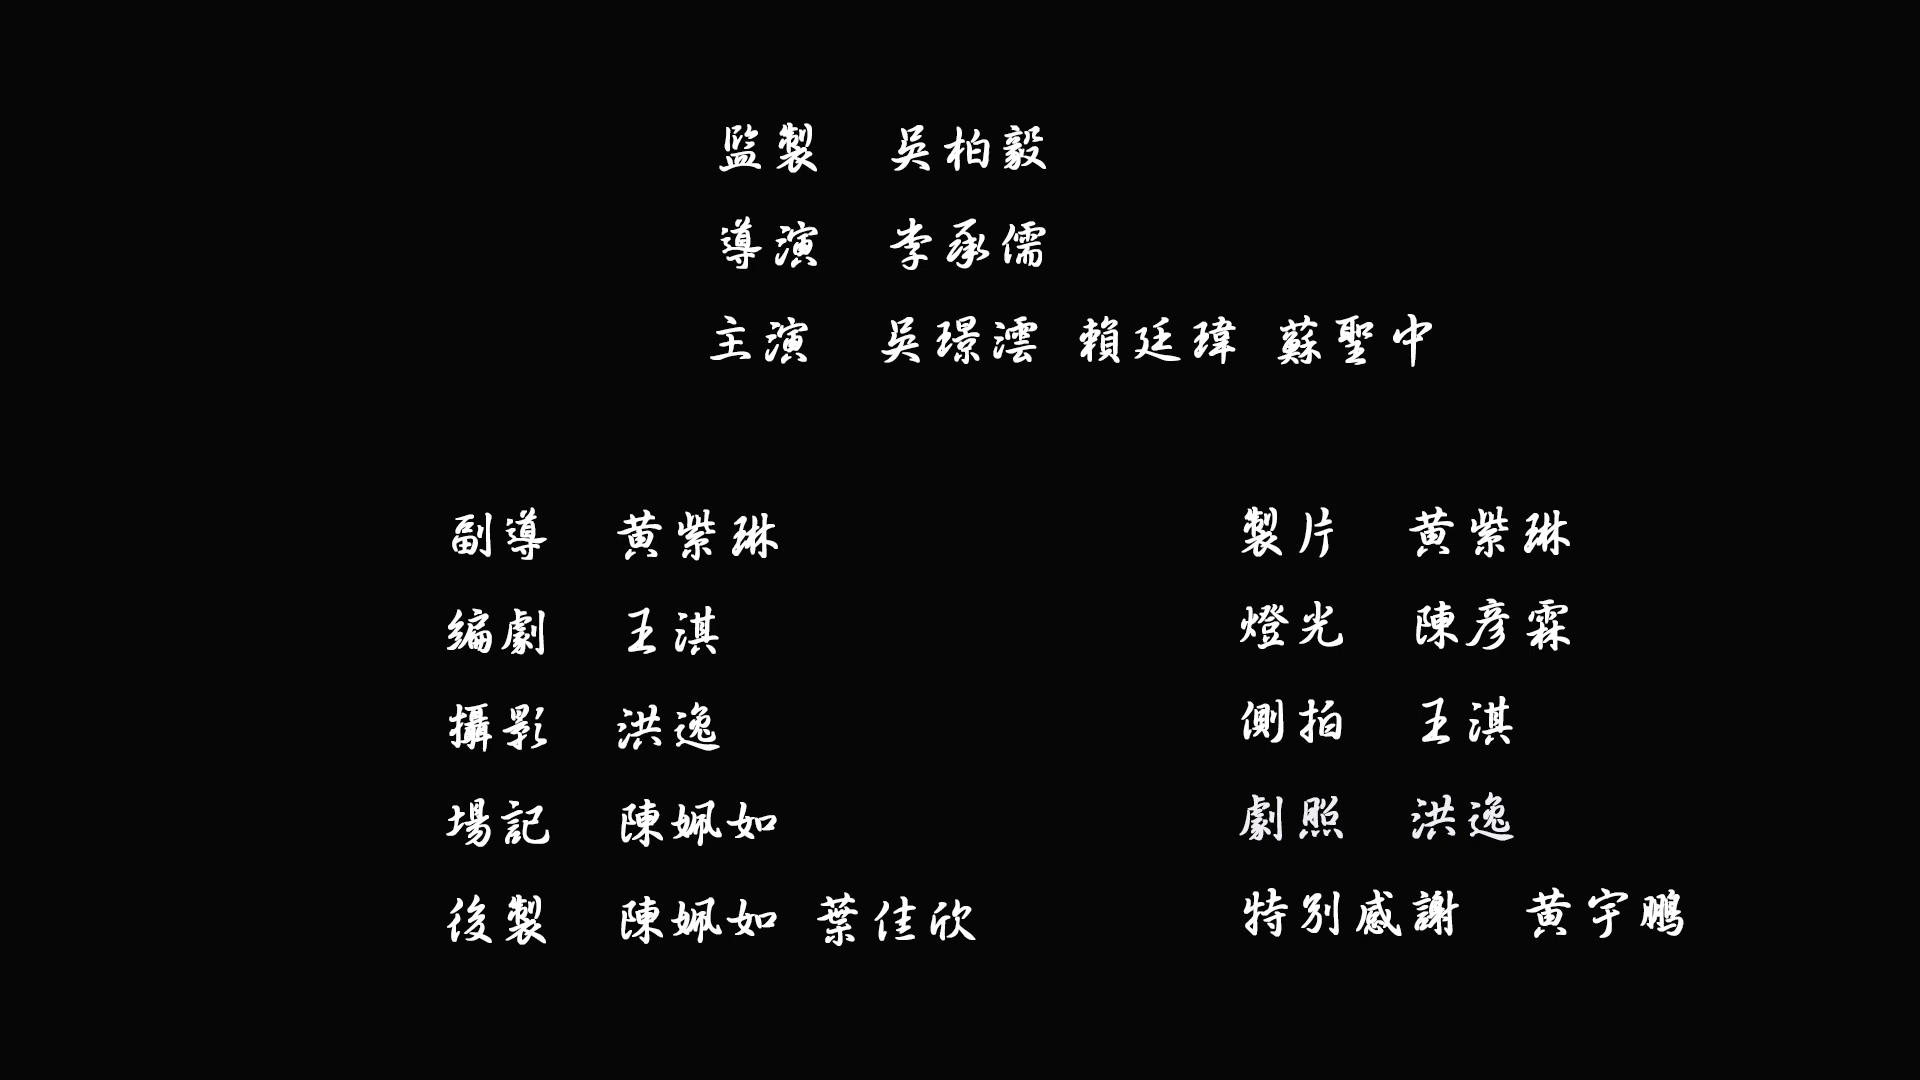 監製 吳柏毅
導演 李承儒
主演 吳璟澐 賴廷瑋 蘇聖中
副導 黃紫琳
編劇 王淇
攝影 洪逸
場記 陳姵如
後製 陳姵如 葉佳欣
製片 黃紫琳
燈光 陳彥霖
側拍 王淇
劇照 洪逸
特別感謝 黃宇鵬